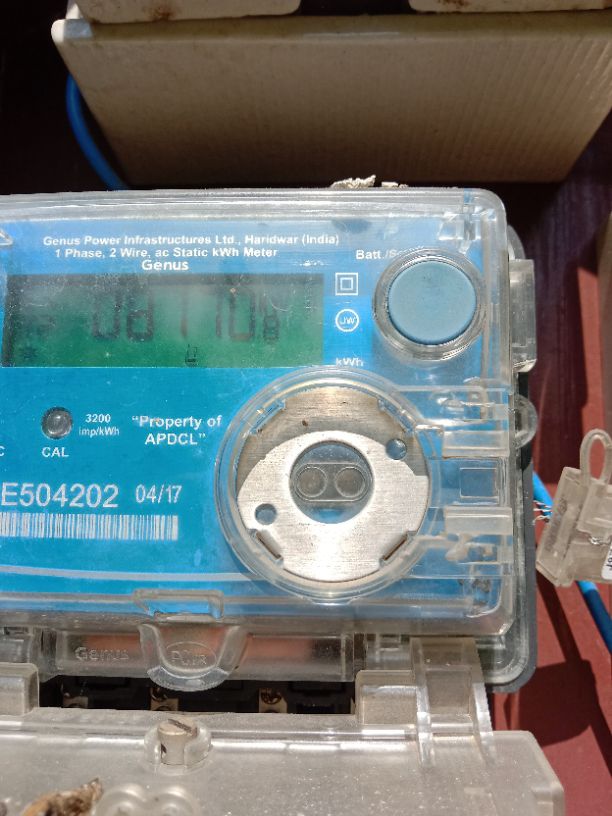 Genus Power Infrastructures Ltd., Haridwar (India)
1 Phase, 2 Wire, ac Static kWh Meter
Genus
Batt./
UW
kWh
3200
imp/kWh
CAL
"Property of
APDCL"
C
E504202 04/17
Genus